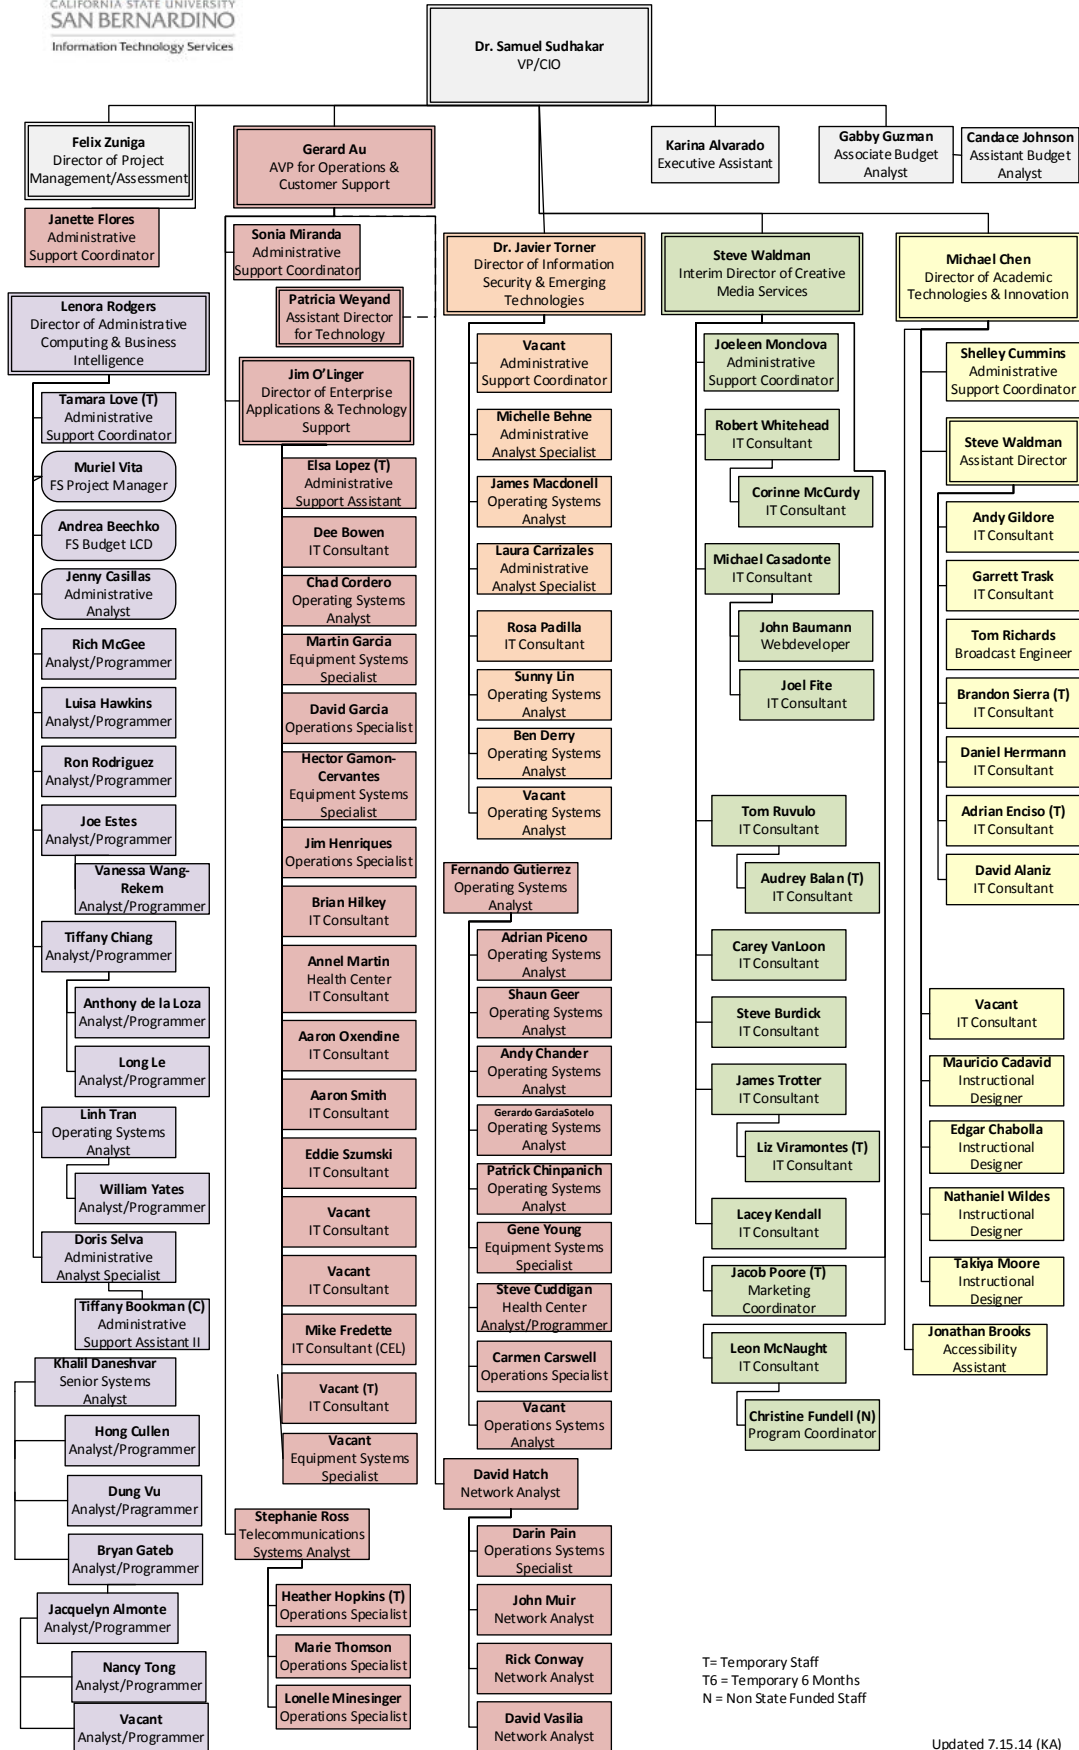 CALIFORNIA STATE UNIVERSITY
SAN BERNARDINO
Information Technology Services
Dr. Samuel Sudhakar
VP/CIO
Felix Zuniga
Director of Project
Management/Assessment
Gerard Au
AVP for Operations &
Customer Support
Karina Alvarado
Executive Assistant
Gabby Guzman
Associate Budget
Analyst
Candace Johnson
Assistant Budget
Analyst
Janette Flores
Administrative
Support Coordinator
Lenora Rodgers
Director of Administrative
Computing & Business
Intelligence
Tamara Love (T)
Administrative
Support Coordinator
Muriel Vita
FS Project Manager
Andrea Beechko
FS Budget LCD
Jenny Casillas
Administrative
Analyst
Rich McGee
Analyst/Programmer
Luisa Hawkins
Analyst/Programmer
Ron Rodriguez
Analyst/Programmer
Joe Estes
Analyst/Programmer
Vanessa Wang-
Rekem
Analyst/Programmer
Tiffany Chiang
Analyst/Programmer
Anthony de la Loza
Analyst/Programmer
Long Le
Analyst/Programmer
Linh Tran
Operating Systems
Analyst
William Yates
Analyst/Programmer
Doris Selva
Administrative
Analyst Specialist
Tiffany Bookman (C)
Administrative
Support Assistant II
Khalil Daneshvar
Senior Systems
Analyst
Hong Cullen
Analyst/Programmer
Dung Vu
Analyst/Pragrammer
Bryan Gateb
Analyst/Programmer
Jacquelyn Almonte
Analyst/Programmer
Nancy Tong
Analyst/Programmer
Vacant
Analyst/Programmer
Sonia Miranda
Administrative
Support Coordinator
Patricia Weyand
Assistant Director
for Technology
Jim O'Linger
Director of Enterprise
Applications & Technology
Support
Elsa Lopez (T)
Administrative
Support Assistant
Dee Bowen
IT Consultant
Chad Cordero
Operating Systems
Analyst
Martin Garcia
Equipment Systems
Specialist
David Garcia
Operations Specialist
Hector Gamon-
Cervantes
Equipment Systems
Specialist
Jim Henriques
Operations Specialist
Brian Hilkey
IT Consultant
Annel Martin
Health Center
IT Consultant
Aaron Oxendine
IT Consultant
Aaron Smith
IT Consultant
Eddie Szumski
IT Consultant
Vacant
IT Consultant
Vacant
IT Consultant
Mike Fredette
IT Consultant (CEL)
Vacant (T)
IT Consultant
Vacant
Equipment Systems
Specialist
Stephanie Ross
Telecommunications
Systems Analyst
Heather Hopkins (T)
Operations Specialist
Marie Thomson
Operations Specialist
Lonelle Minesinger
Operations Specialist
Dr. Javier Torner
Director of Information
Security & Emerging
Technologies
Vacant
Administrative
Support Coordinator
Michelle Behne
Administrative
Analyst Specialist
James Macdonell
Operating Systems
Analyst
Laura Carrizales
Administrative
Analyst Specialist
Rosa Padilla
IT Consultant
Sunny Lin
Operating Systems
Analyst
Ben Derry
Operating Systems
Analyst
Vacant
Operating Systems
Analyst
Fernando Gutierrez
Operating Systems
Analyst
Adrian Piceno
Operating Systems
Analyst
Shaun Geer
Operating Systems
Analyst
Andy Chander
Operating Systems
Analyst
Gerardo GarciaSotelo
Operating Systems
Analyst
Patrick Chinpanich
Operating Systems
Analyst
Gene Young
Equipment Systems
Specialist
Steve Cuddigan
Health Center
Analyst/Programmer
Carmen Carswell
Operations Specialist
Vacant
Operations Systems
Analyst
David Hatch
Network Analyst
Darin Pain
Operations Systems
Specialist
John Muir
Network Analyst
Rick Conway
Network Analyst
David Vasilia
Network Analyst
Steve Waldman
Interim Director of Creative
Media Services
Joeleen Monclova
Administrative
Support Coordinator
Robert Whitehead
IT Consultant
Corinne McCurdy
IT Consultant
Michael Casadonte
IT Consultant
John Baumann
Webdeveloper
Joel Fite
IT Consultant
Tom Ruvulo
IT Consultant
Audrey Balan (T)
IT Consultant
Carey VanLoon
IT Consultant
Steve Burdick
IT Consultant
James Trotter
IT Consultant
Liz Viramontes (T)
IT Consultant
Lacey Kendall
IT Consultant
Jacob Poore (T)
Marketing
Coordinator
Leon McNaught
IT Consultant
Christine Fundell (N)
Program Coordinator
Michael Chen
Director of Academic
Technologies & Innovation
Shelley Cummins
Administrative
Support Coordinator
Steve Waldman
Assistant Director
Andy Gildore
IT Consultant
Garrett Trask
IT Consultant
Tom Richards
Broadcast Engineer
Brandon Sierra (T)
IT Consultant
Daniel Herrmann
IT Consultant
Adrian Enciso (T)
IT Consultant
David Alaniz
IT Consultant
Vacant
IT Consultant
Mauricio Cadavid
Instructional
Designer
Edgar Chabolla
Instructional
Designer
Nathaniel Wildes
Instructional
Designer
Takiya Moore
Instructional
Designer
Jonathan Brooks
Accessibility
Assistant
T= Temporary Staff
T6 = Temporary 6 Months
N = Non State Funded Staff
Updated 7.15.14 (KA)